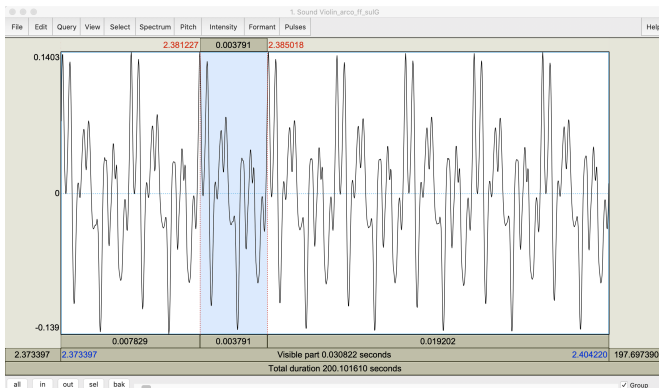 1. Sound Violin_arco_ff_sulG
File Edit Query View Select Spectrum Pitch Intensity Formant Pulses Help
2.381227 0.003791 2.385018
0.1403
0
-0.139
0.007829 0.003791 0.019202
2.373397 2.373397 Visible part 0.030822 seconds 2.404220 197.697390
Total duration 200.101610 seconds
all in out sel bak Group